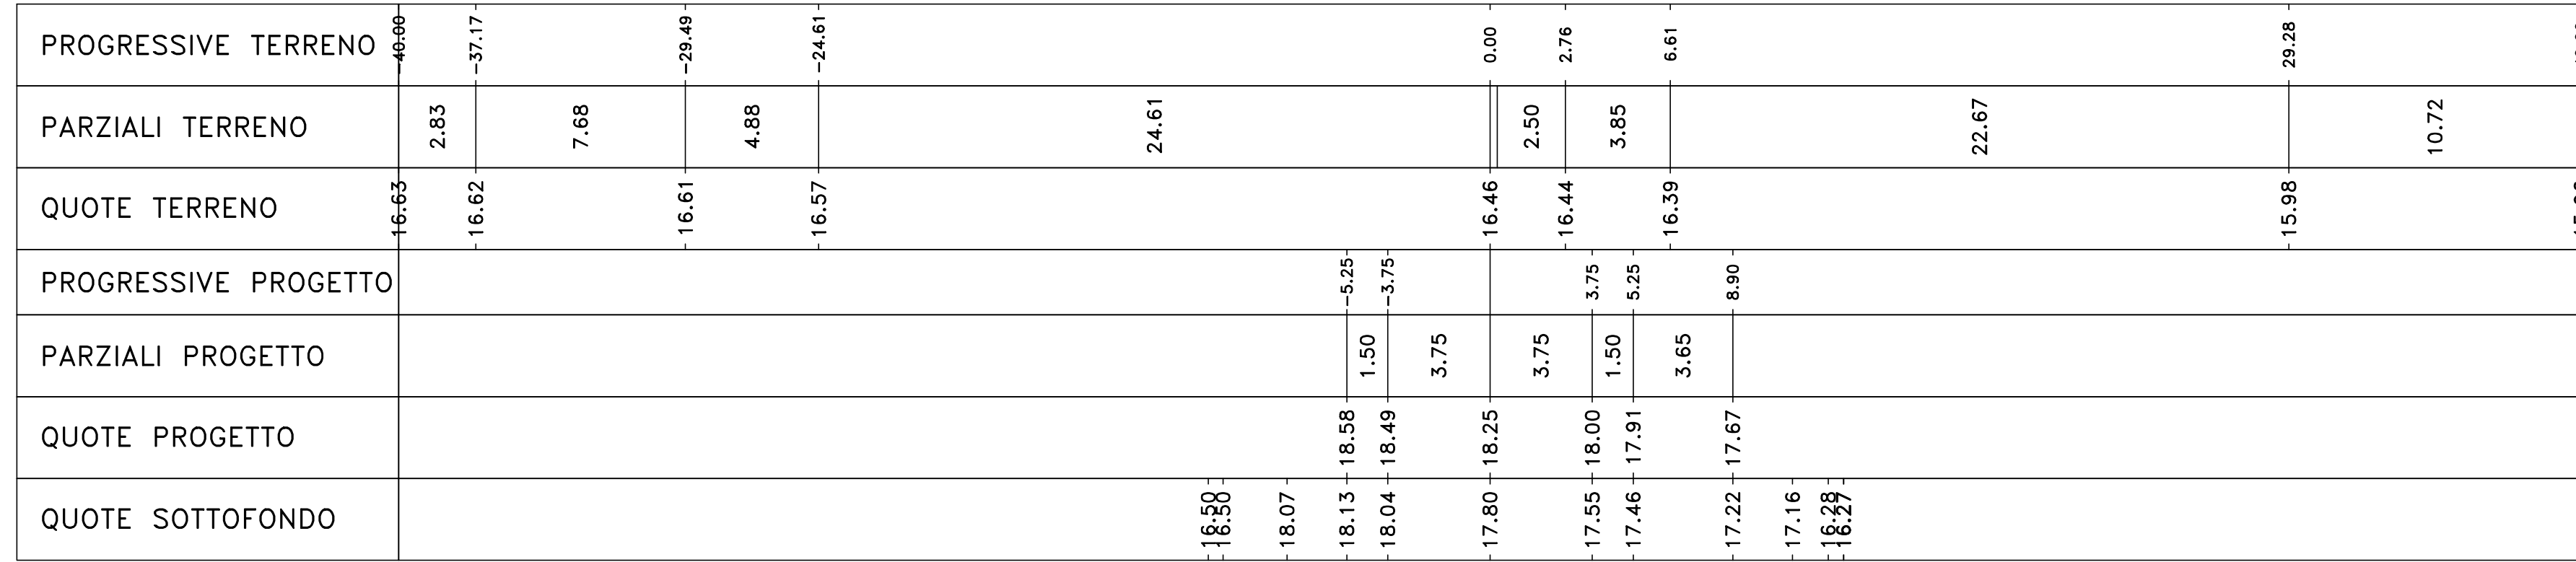 PROGRESSIVE TERRENO -40.00 -37.17 -29.49 -24.61 0.00 2.76 6.61 29.28
PARZIALI TERRENO 2.83 7.68 4.88 24.61 2.50 3.85 22.67 10.72
QUOTE TERRENO 16.63 16.62 16.61 16.57 16.46 16.44 16.39 15.98
PROGRESSIVE PROGETTO -5.25 -3.75 3.75 5.25 8.90
PARZIALI PROGETTO 1.50 3.75 3.75 1.50 3.65
QUOTE PROGETTO 18.58 18.49 18.25 18.00 17.91 17.67
QUOTE SOTTOFONDO 16.50 16.50 18.07 18.13 18.04 17.80 17.55 17.46 17.22 17.16 16.28 16.27